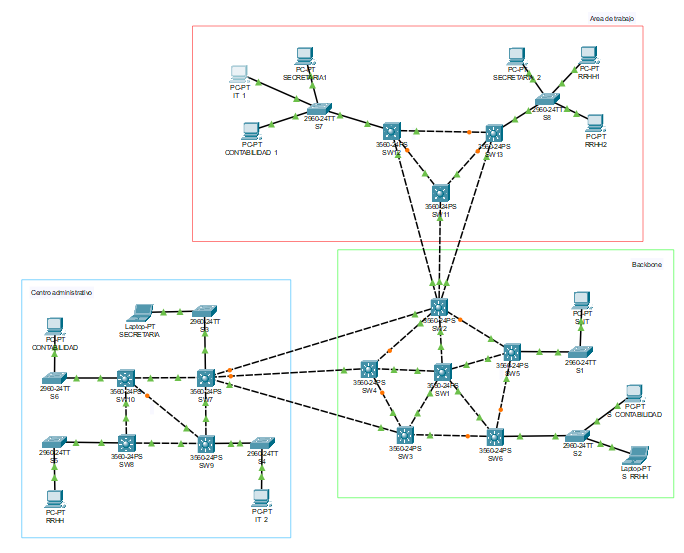 Area de trabajo
PC-PT
SECRETARIA1
PC-PT
IT 1
PC-PT
CONTABILIDAD 1
2960-24TT
S7
3560-24PS
SW12
PC-PT
SECRETARIA 2
PC-PT
RRHH1
2960-24TT
S8
PC-PT
RRHH2
3560-24PS
SW13
3560-24PS
SW11
Backbone
3560-24PS
SW2
PC-PT
2960-24TT
S1
3560-24PS
SW5
3560-24PS
SW4
3560-24PS
SW1
3560-24PS
SW3
3560-24PS
SW6
PC-PT
S CONTABILIDAD
2960-24TT
S2
Laptop-PT
S RRHH
Centro administrativo
Laptop-PT
SECRETARIA
2960-24TT
S3
PC-PT
CONTABILIDAD
2960-24TT
S6
3560-24PS
SW10
3560-24PS
SW7
2960-24TT
S5
3560-24PS
SW8
3560-24PS
SW9
2960-24TT
S4
PC-PT
RRHH
PC-PT
IT 2